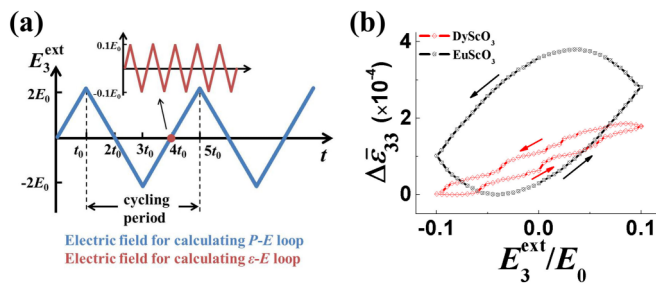 (a)
E₃ᵉˣᵗ
0.1E₀
-0.1E₀
2E₀
-2E₀
t₀ 2t₀ 3t₀ 4t₀ 5t₀ t
cycling
period
Electric field for calculating P-E loop
Electric field for calculating ε-E loop
(b)
DyScO₃
EuScO₃
Δε̄₃₃ (×10⁻⁴)
4
2
0
-0.1 0.0 0.1
E₃ᵉˣᵗ/E₀